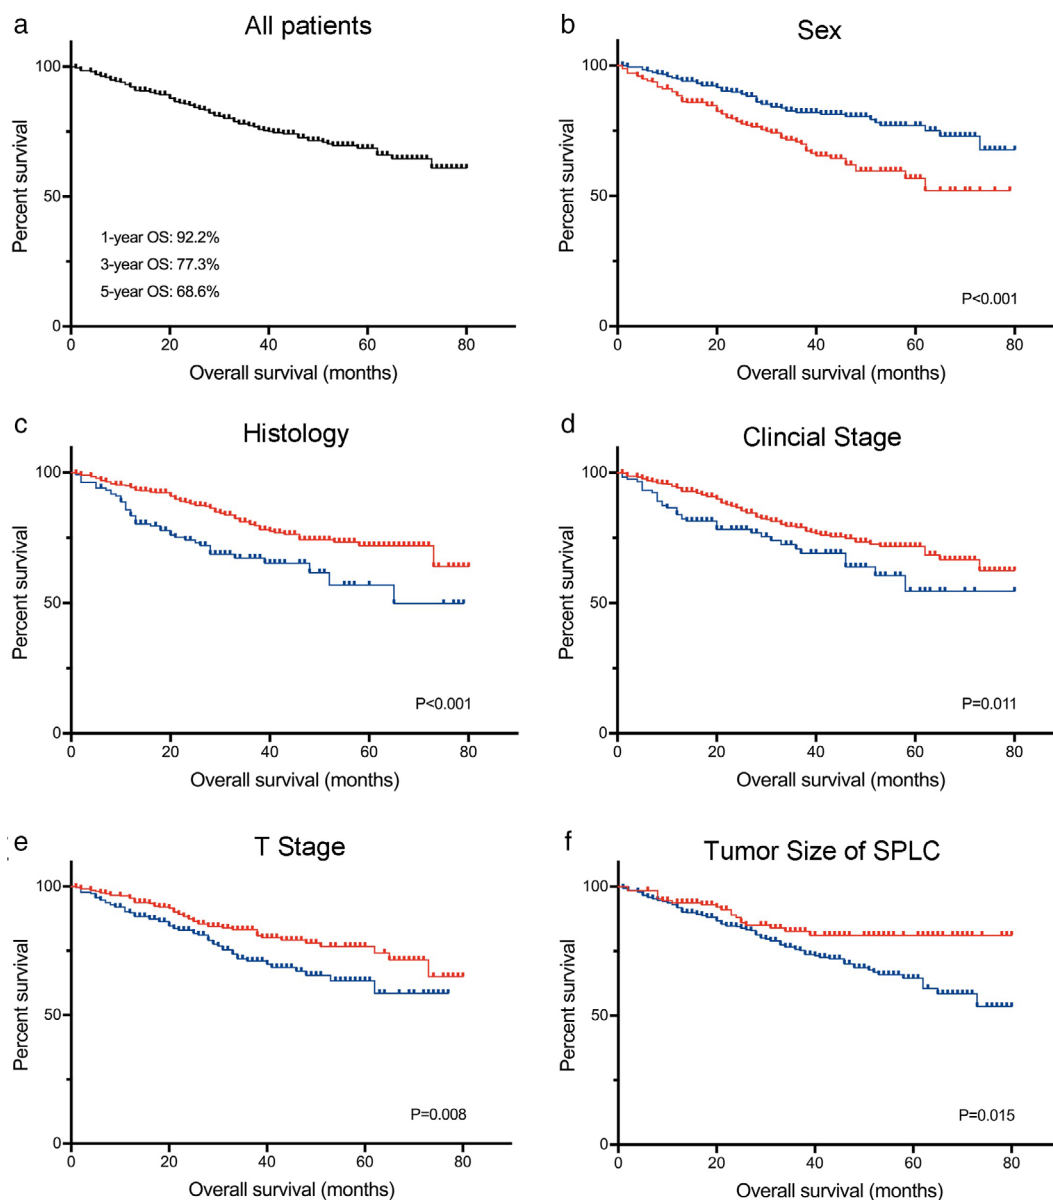 a
All patients
100
50
0
0 20 40 60 80
Percent survival
1-year OS: 92.2%
3-year OS: 77.3%
5-year OS: 68.6%
Overall survival (months)
b
Sex
100
50
0
0 20 40 60 80
Percent survival
P<0.001
Overall survival (months)
c
Histology
100
50
0
0 20 40 60 80
Percent survival
P<0.001
Overall survival (months)
d
Clincial Stage
100
50
0
0 20 40 60 80
Percent survival
P=0.011
Overall survival (months)
e
T Stage
100
50
0
0 20 40 60 80
Percent survival
P=0.008
Overall survival (months)
f
Tumor Size of SPLC
100
50
0
0 20 40 60 80
Percent survival
P=0.015
Overall survival (months)